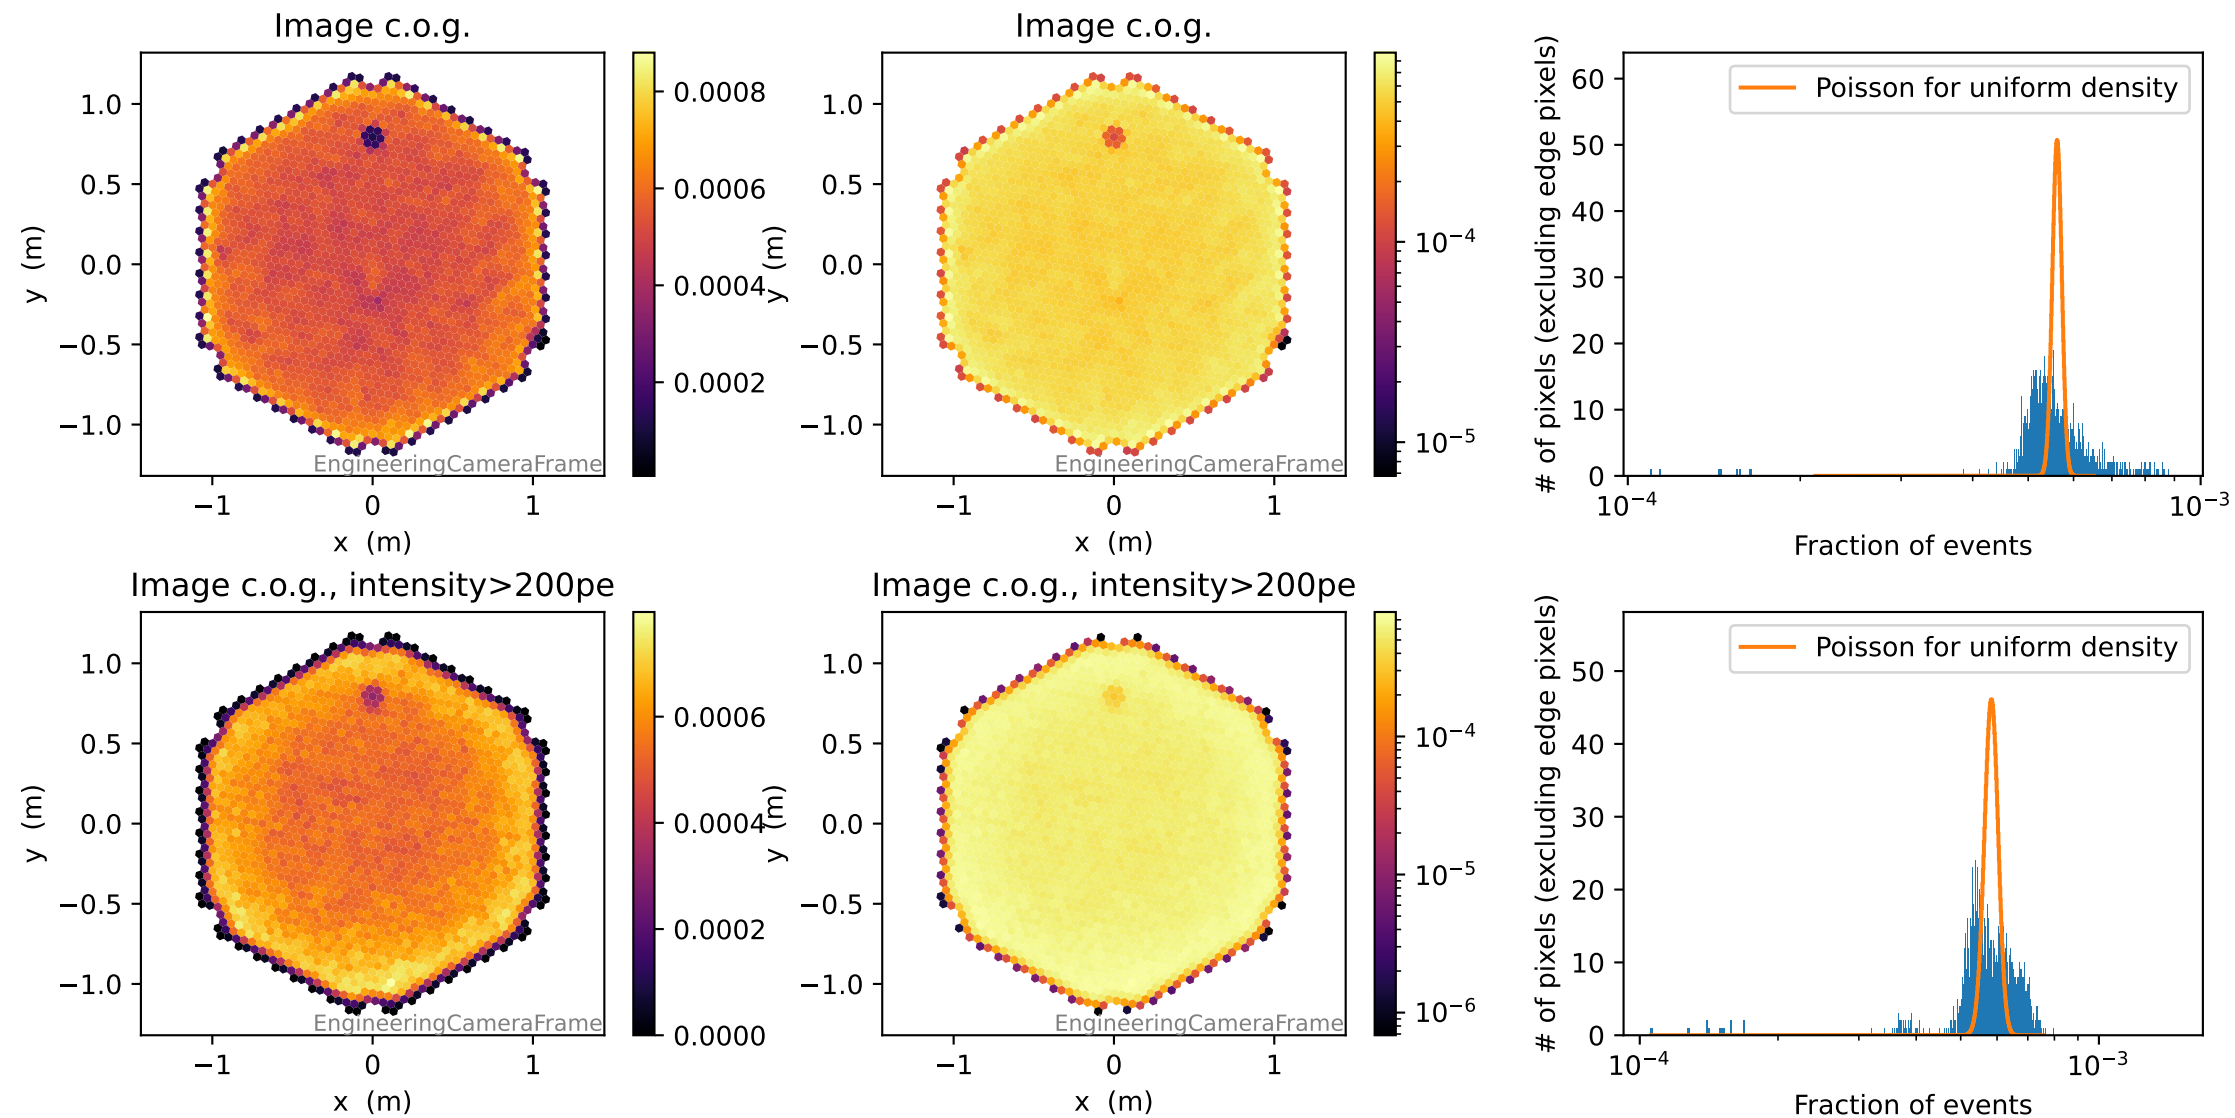 Image c.o.g.
y (m)
1.0
0.5
0.0
−0.5
−1.0
EngineeringCameraFrame
−1 0 1
x (m)
0.0008
0.0006
0.0004
0.0002
Image c.o.g.
y (m)
1.0
0.5
0.0
−0.5
−1.0
EngineeringCameraFrame
−1 0 1
x (m)
10−4
10−5
# of pixels (excluding edge pixels)
60
50
40
30
20
10
0
Poisson for uniform density
10−4 10−3
Fraction of events
Image c.o.g., intensity>200pe
y (m)
1.0
0.5
0.0
−0.5
−1.0
EngineeringCameraFrame
−1 0 1
x (m)
0.0006
0.0004
0.0002
0.0000
Image c.o.g., intensity>200pe
y (m)
1.0
0.5
0.0
−0.5
−1.0
EngineeringCameraFrame
−1 0 1
x (m)
10−4
10−5
10−6
# of pixels (excluding edge pixels)
50
40
30
20
10
0
Poisson for uniform density
10−4 10−3
Fraction of events